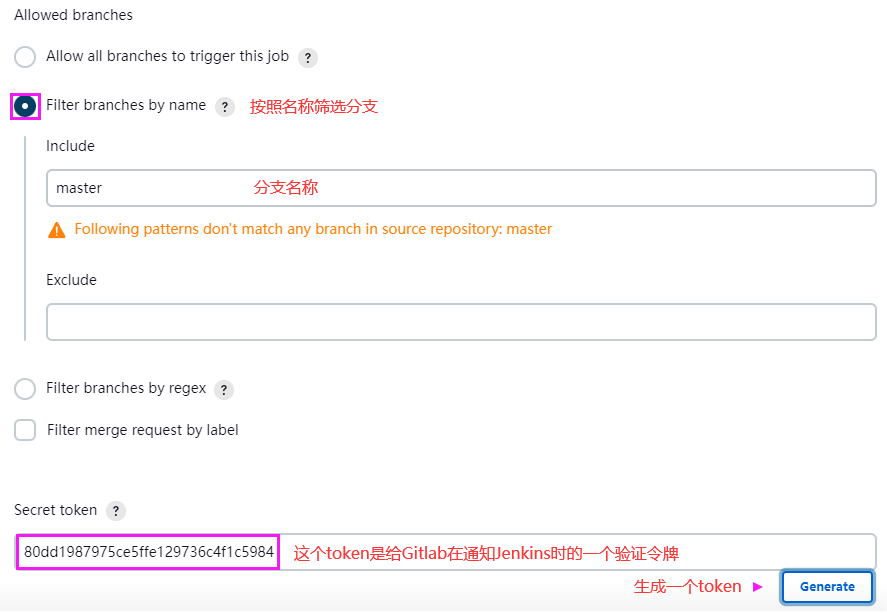 Allowed branches
Allow all branches to trigger this job ?
Filter branches by name ? 按照名称筛选分支
Include
master 分支名称
Following patterns don't match any branch in source repository: master
Exclude
Filter branches by regex ?
Filter merge request by label
Secret token ?
80dd1987975ce5ffe129736c4f1c5984 这个token是给Gitlab在通知Jenkins时的一个验证令牌
生成一个token Generate